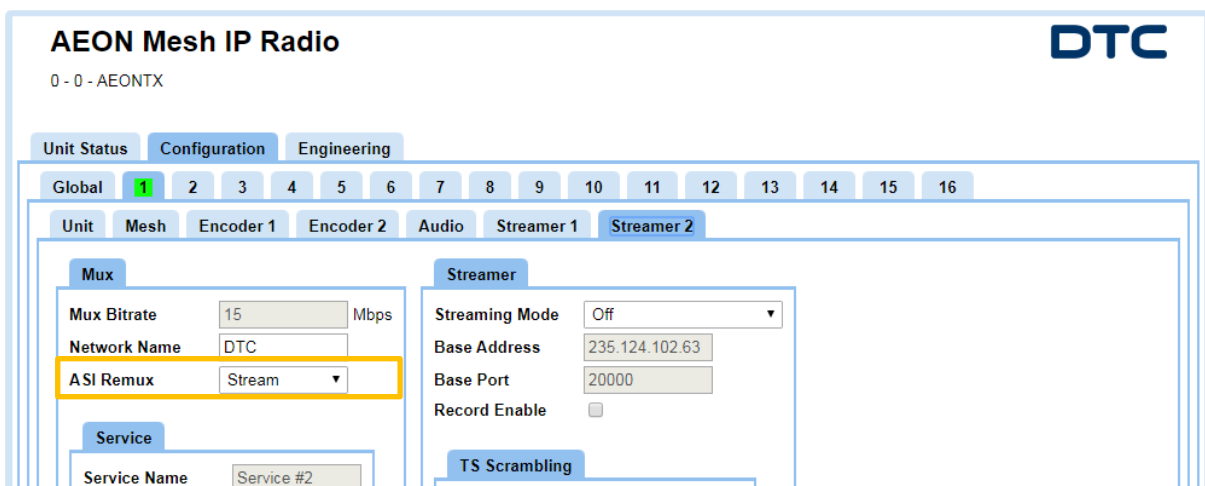 AEON Mesh IP Radio
DTC
0 - 0 - AEONTX
Unit Status Configuration Engineering
Global 1 2 3 4 5 6 7 8 9 10 11 12 13 14 15 16
Unit Mesh Encoder 1 Encoder 2 Audio Streamer 1 Streamer 2
Mux
Mux Bitrate 15 Mbps
Network Name DTC
ASI Remux Stream
Service
Service Name Service #2
Streamer
Streaming Mode Off
Base Address 235.124.102.63
Base Port 20000
Record Enable
TS Scrambling